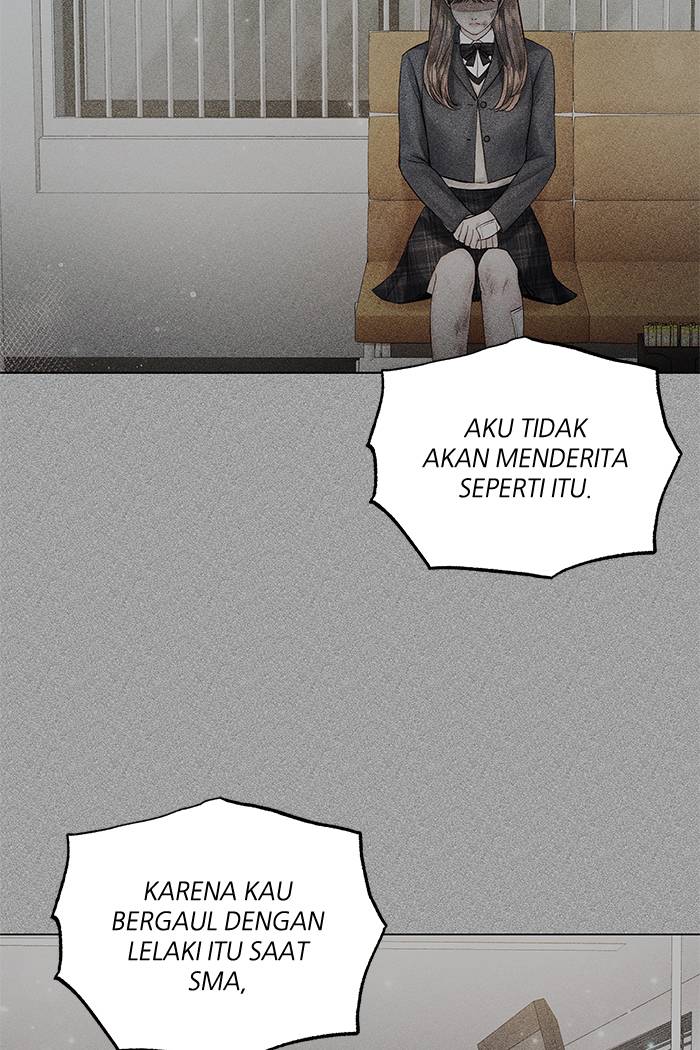 AKU TIDAK
AKAN MENDERITA
SEPERTI ITU.
KARENA KAU
BERGAUL DENGAN
LELAKI ITU SAAT
SMA,